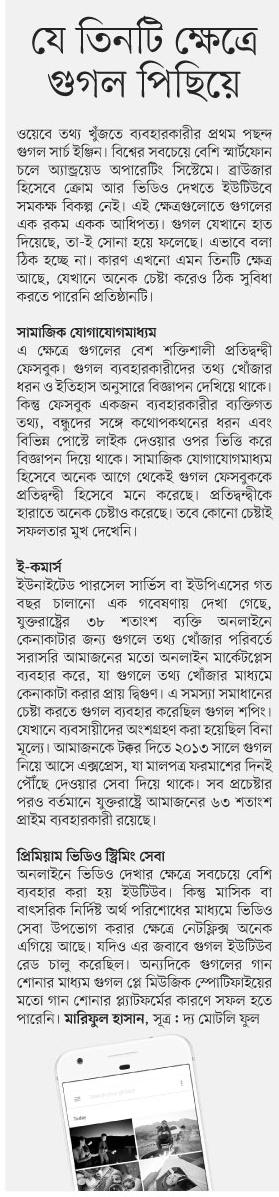 যে তিনটি ক্ষেত্রে
গুগল পিছিয়ে
ওয়েবে তথ্য খুঁজতে ব্যবহারকারীর প্রথম পছন্দ
গুগল সার্চ ইঞ্জিন। বিশ্বের সবচেয়ে বেশি স্মার্টফোন
চলে অ্যান্ড্রয়েড অপারেটিং সিস্টেমে। ব্রাউজার
হিসেবে ক্রোম আর ভিডিও দেখতে ইউটিউবে
সমকক্ষ বিকল্প নেই। এই ক্ষেত্রগুলোতে গুগলের
এক রকম একক আধিপত্য। গুগল যেখানে হাত
দিয়েছে, তা-ই সোনা হয়ে ফলেছে। এভাবে বলা
ঠিক হচ্ছে না। কারণ এখনো এমন তিনটি ক্ষেত্র
আছে, যেখানে অনেক চেষ্টা করেও ঠিক সুবিধা
করতে পারেনি প্রতিষ্ঠানটি।
সামাজিক যোগাযোগমাধ্যম
এ ক্ষেত্রে গুগলের বেশ শক্তিশালী প্রতিদ্বন্দ্বী
ফেসবুক। গুগল ব্যবহারকারীদের তথ্য খোঁজার
ধরন ও ইতিহাস অনুসারে বিজ্ঞাপন দেখিয়ে থাকে।
কিন্তু ফেসবুক একজন ব্যবহারকারীর ব্যক্তিগত
তথ্য, বন্ধুদের সঙ্গে কথোপকথনের ধরন এবং
বিভিন্ন পোস্টে লাইক দেওয়ার ওপর ভিত্তি করে
বিজ্ঞাপন দিয়ে থাকে। সামাজিক যোগাযোগমাধ্যম
হিসেবে অনেক আগে থেকেই গুগল ফেসবুককে
প্রতিদ্বন্দ্বী হিসেবে মনে করেছে। প্রতিদ্বন্দ্বীকে
হারাতে অনেক চেষ্টাও করেছে। তবে কোনো চেষ্টাই
সফলতার মুখ দেখেনি।
ই-কমার্স
ইউনাইটেড পারসেল সার্ভিস বা ইউপিএসের গত
বছর চালানো এক গবেষণায় দেখা গেছে,
যুক্তরাষ্ট্রের ৩৮ শতাংশ ব্যক্তি অনলাইনে
কেনাকাটার জন্য গুগলে তথ্য খোঁজার পরিবর্তে
সরাসরি আমাজনের মতো অনলাইন মার্কেটপ্লেস
ব্যবহার করে, যা গুগলে তথ্য খোঁজার মাধ্যমে
কেনাকাটা করার প্রায় দ্বিগুণ। এ সমস্যা সমাধানের
চেষ্টা করতে গুগল ব্যবহার করেছিল গুগল শপিং।
যেখানে ব্যবসায়ীদের অংশগ্রহণ করা হয়েছিল বিনা
মূল্যে। আমাজনকে টক্কর দিতে ২০১৩ সালে গুগল
নিয়ে আসে এক্সপ্রেস, যা মালপত্র ফরমাশের দিনই
পৌঁছে দেওয়ার সেবা দিয়ে থাকে। সব প্রচেষ্টার
পরও বর্তমানে যুক্তরাষ্ট্রে আমাজনের ৬৩ শতাংশ
প্রাইম ব্যবহারকারী রয়েছে।
প্রিমিয়াম ভিডিও স্ট্রিমিং সেবা
অনলাইনে ভিডিও দেখার ক্ষেত্রে সবচেয়ে বেশি
ব্যবহার করা হয় ইউটিউব। কিন্তু মাসিক বা
বাৎসরিক নির্দিষ্ট অর্থ পরিশোধের মাধ্যমে ভিডিও
সেবা উপভোগ করার ক্ষেত্রে নেটফ্লিক্স অনেক
এগিয়ে আছে। যদিও এর জবাবে গুগল ইউটিউব
রেড চালু করেছিল। অন্যদিকে গুগলের গান
শোনার মাধ্যম গুগল প্লে মিউজিক স্পোটিফাইয়ের
মতো গান শোনার প্ল্যাটফর্মের কারণে সফল হতে
পারেনি। মারিফুল হাসান, সূত্র : দ্য মোটলি ফুল
Today